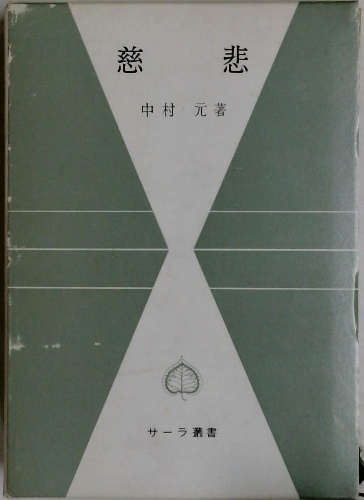 慈悲
中村 元著
サーラ叢書